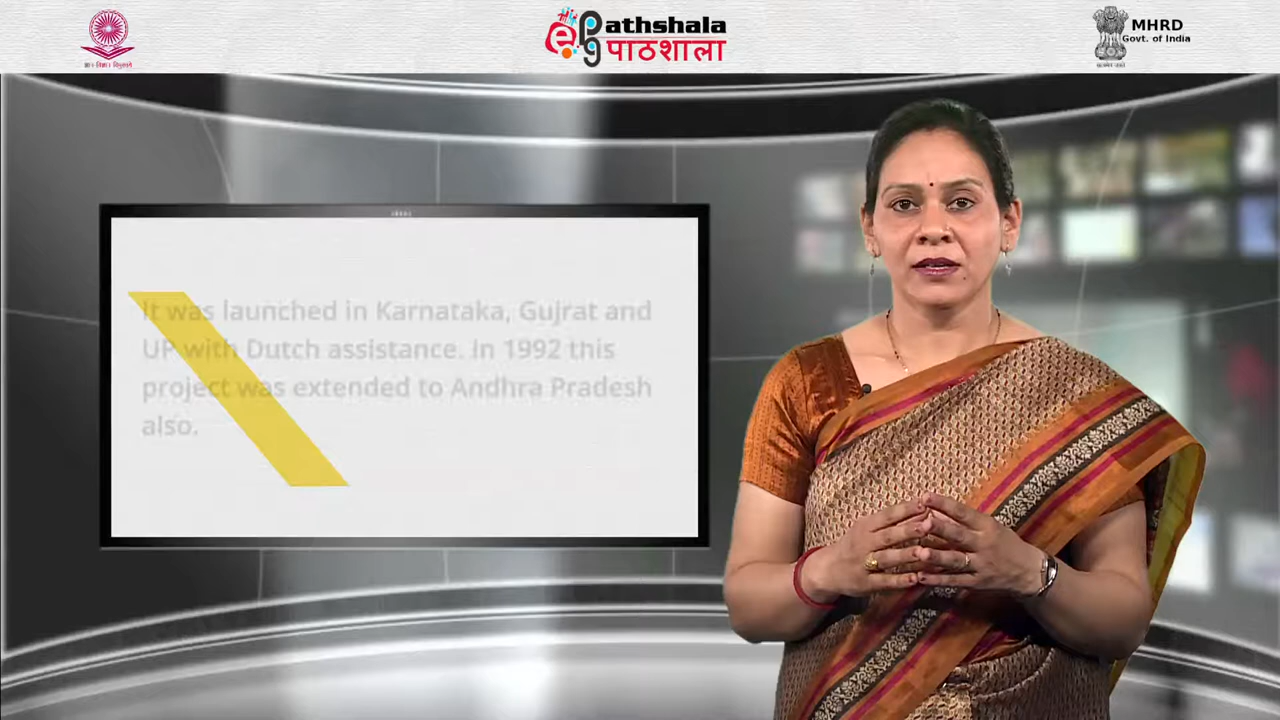 Pathshala
पाठशाला
MHRD
Govt. of India
It was launched in Karnataka, Gujrat and
UP with Dutch assistance. In 1992 this
project was extended to Andhra Pradesh
also.